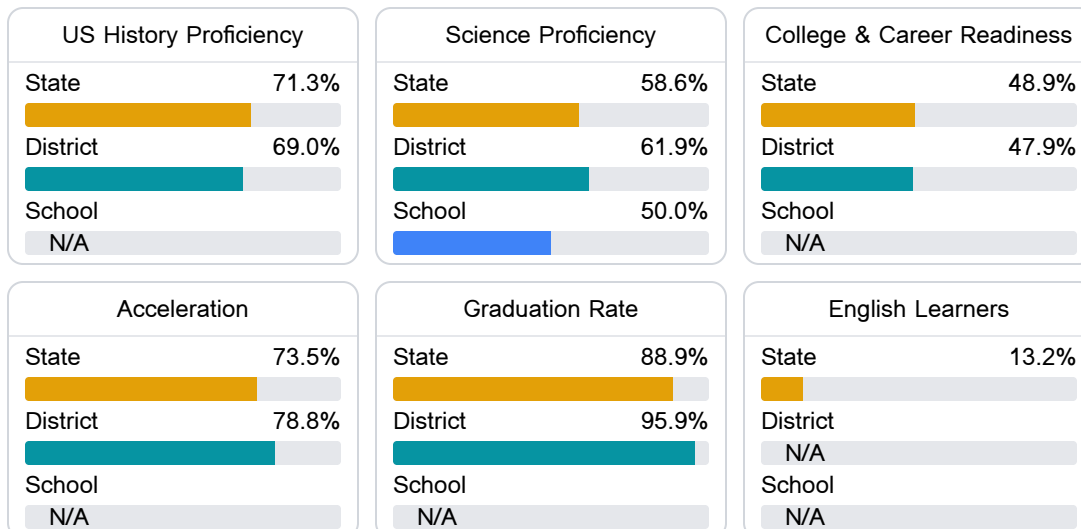 US History Proficiency
State 71.3%
District 69.0%
School
N/A
Science Proficiency
State 58.6%
District 61.9%
School 50.0%
College & Career Readiness
State 48.9%
District 47.9%
School
N/A
Acceleration
State 73.5%
District 78.8%
School
N/A
Graduation Rate
State 88.9%
District 95.9%
School
N/A
English Learners
State 13.2%
District
N/A
School
N/A